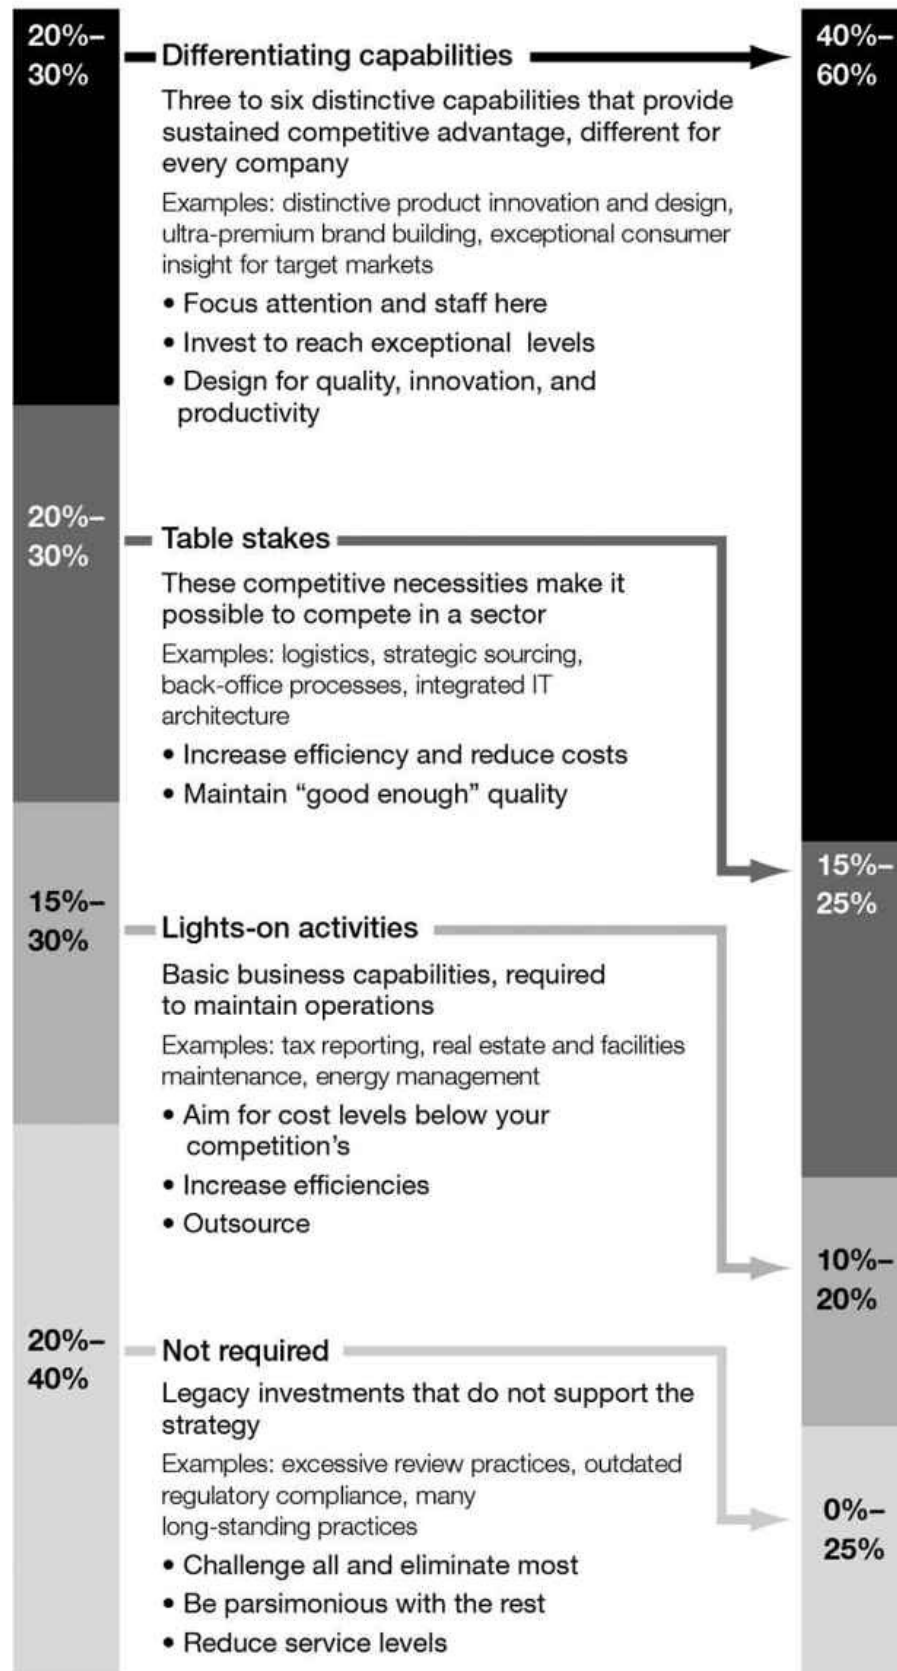 20%–
30%
Differentiating capabilities
40%–
60%
Three to six distinctive capabilities that provide
sustained competitive advantage, different for
every company
Examples: distinctive product innovation and design,
ultra-premium brand building, exceptional consumer
insight for target markets
• Focus attention and staff here
• Invest to reach exceptional levels
• Design for quality, innovation, and
productivity
20%–
30%
Table stakes
These competitive necessities make it
possible to compete in a sector
Examples: logistics, strategic sourcing,
back-office processes, integrated IT
architecture
• Increase efficiency and reduce costs
• Maintain “good enough” quality
15%–
25%
15%–
30%
Lights-on activities
Basic business capabilities, required
to maintain operations
Examples: tax reporting, real estate and facilities
maintenance, energy management
• Aim for cost levels below your
competition’s
• Increase efficiencies
• Outsource
10%–
20%
20%–
40%
Not required
Legacy investments that do not support the
strategy
Examples: excessive review practices, outdated
regulatory compliance, many
long-standing practices
• Challenge all and eliminate most
• Be parsimonious with the rest
• Reduce service levels
0%–
25%